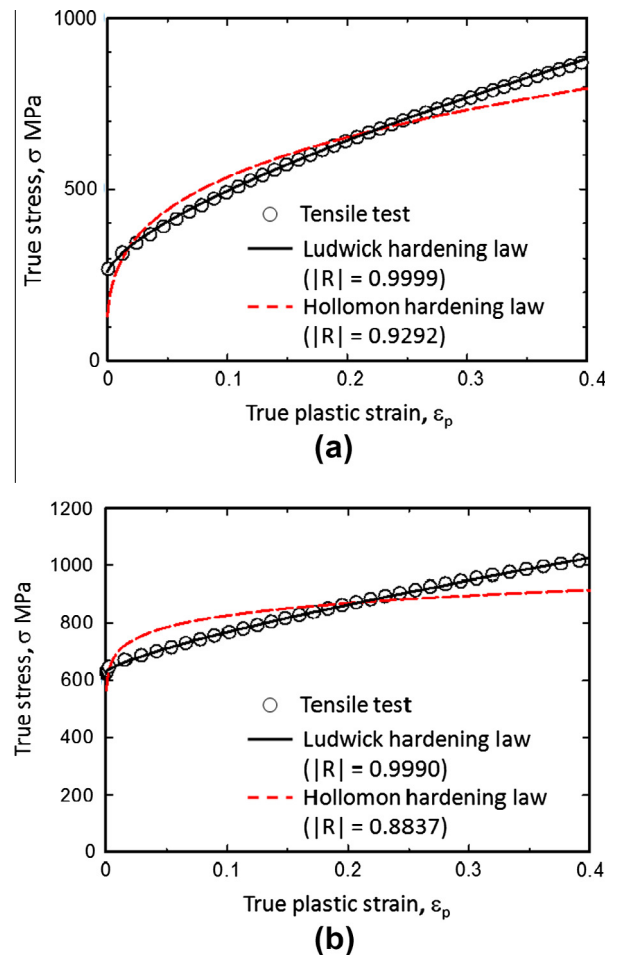 1000
500
0
True stress, σ MPa
Tensile test
Ludwick hardening law
(|R| = 0.9999)
Hollomon hardening law
(|R| = 0.9292)
0 0.1 0.2 0.3 0.4
True plastic strain, εp
(a)
1200
1000
800
600
400
200
0
True stress, σ MPa
Tensile test
Ludwick hardening law
(|R| = 0.9990)
Hollomon hardening law
(|R| = 0.8837)
0 0.1 0.2 0.3 0.4
True plastic strain, εp
(b)